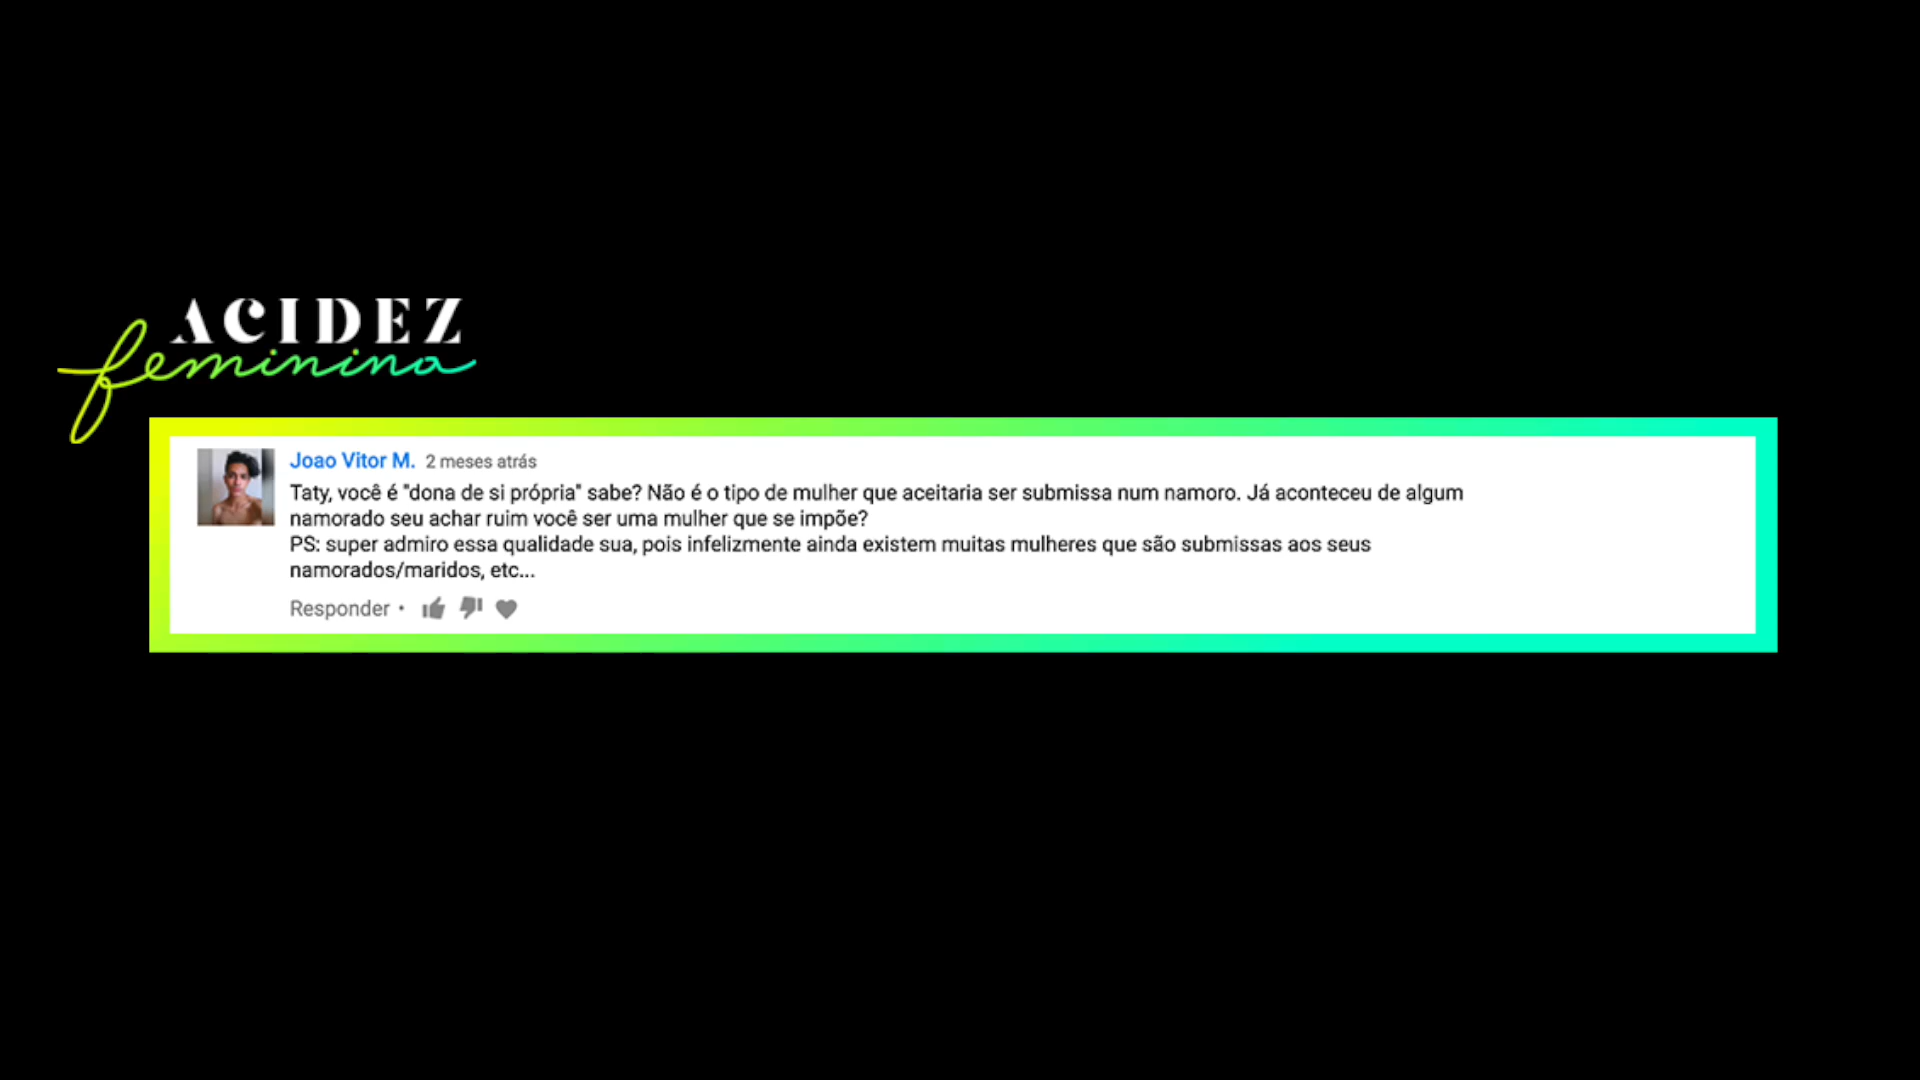 ACIDEZ
feminina
Joao Vitor M. 2 meses atrás
Taty, você é "dona de si própria" sabe? Não é o tipo de mulher que aceitaria ser submissa num namoro. Já aconteceu de algum
namorado seu achar ruim você ser uma mulher que se impõe?
PS: super admiro essa qualidade sua, pois infelizmente ainda existem muitas mulheres que são submissas aos seus
namorados/maridos, etc...
Responder •